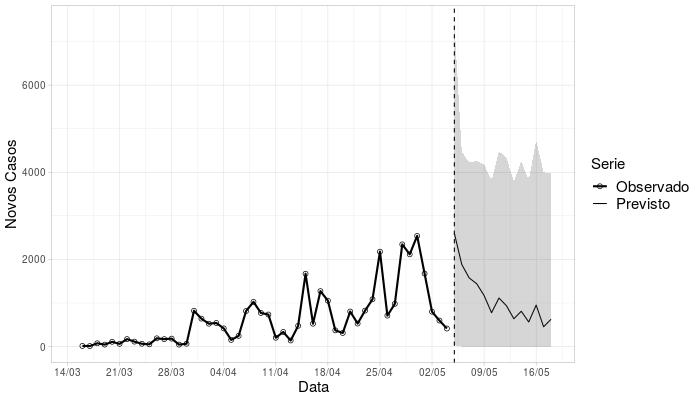 Novos Casos
6000
4000
2000
0
14/03 21/03 28/03 04/04 11/04 18/04 25/04 02/05 09/05 16/05
Data
Serie
Observado
Previsto